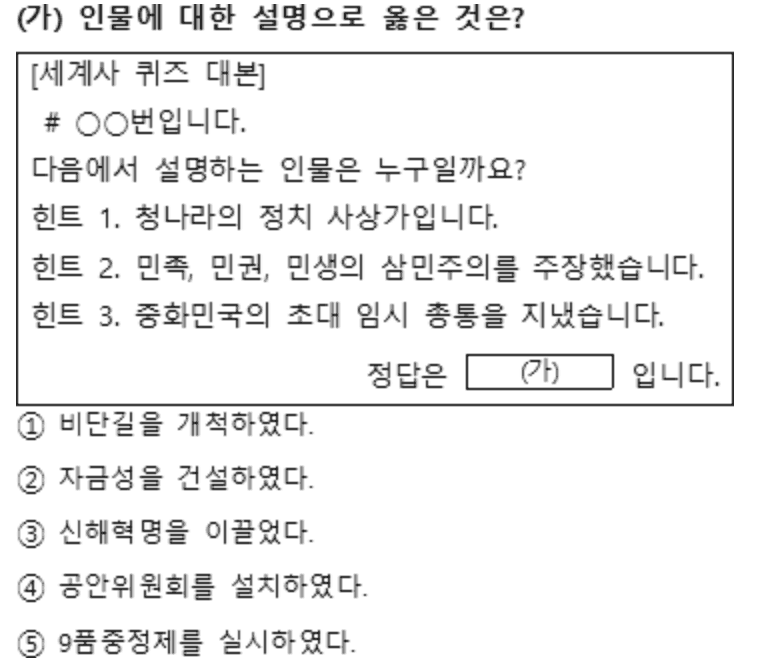 (가) 인물에 대한 설명으로 옳은 것은?
[세계사 퀴즈 대본]
# ○○번입니다.
다음에서 설명하는 인물은 누구일까요?
힌트 1. 청나라의 정치 사상가입니다.
힌트 2. 민족, 민권, 민생의 삼민주의를 주장했습니다.
힌트 3. 중화민국의 초대 임시 총통을 지냈습니다.
정답은 (가) 입니다.
① 비단길을 개척하였다.
② 자금성을 건설하였다.
③ 신해혁명을 이끌었다.
④ 공안위원회를 설치하였다.
⑤ 9품중정제를 실시하였다.